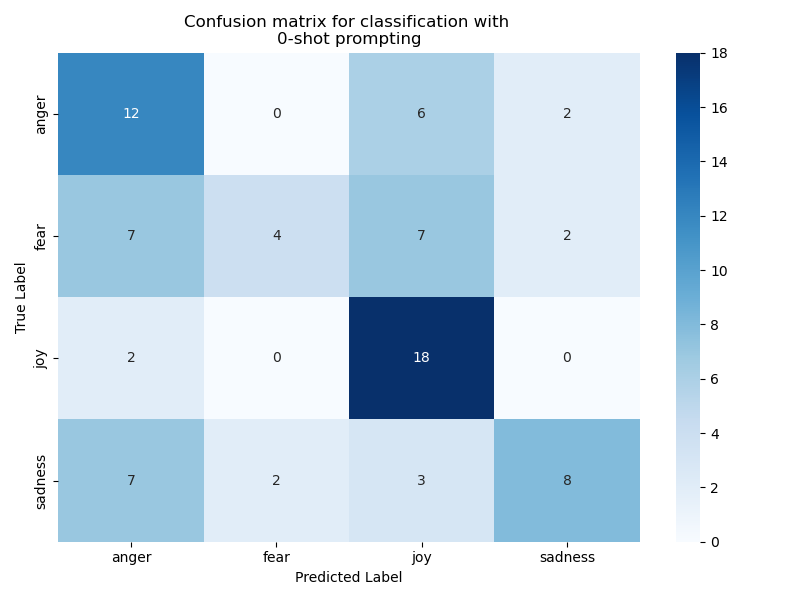 Confusion matrix for classification with
0-shot prompting
True Label
anger
12 0 6 2
fear
7 4 7 2
joy
2 0 18 0
sadness
7 2 3 8
anger fear joy sadness
Predicted Label
18
16
14
12
10
8
6
4
2
0